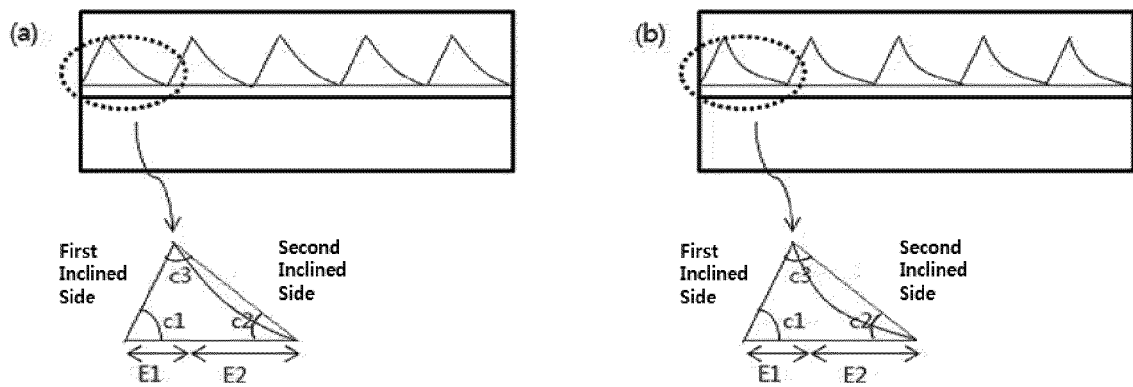 (a)
First
Inclined
Side
Second
Inclined
Side
c3
c1
c2
E1
E2
(b)
First
Inclined
Side
Second
Inclined
Side
c3
c1
c2
E1
E2